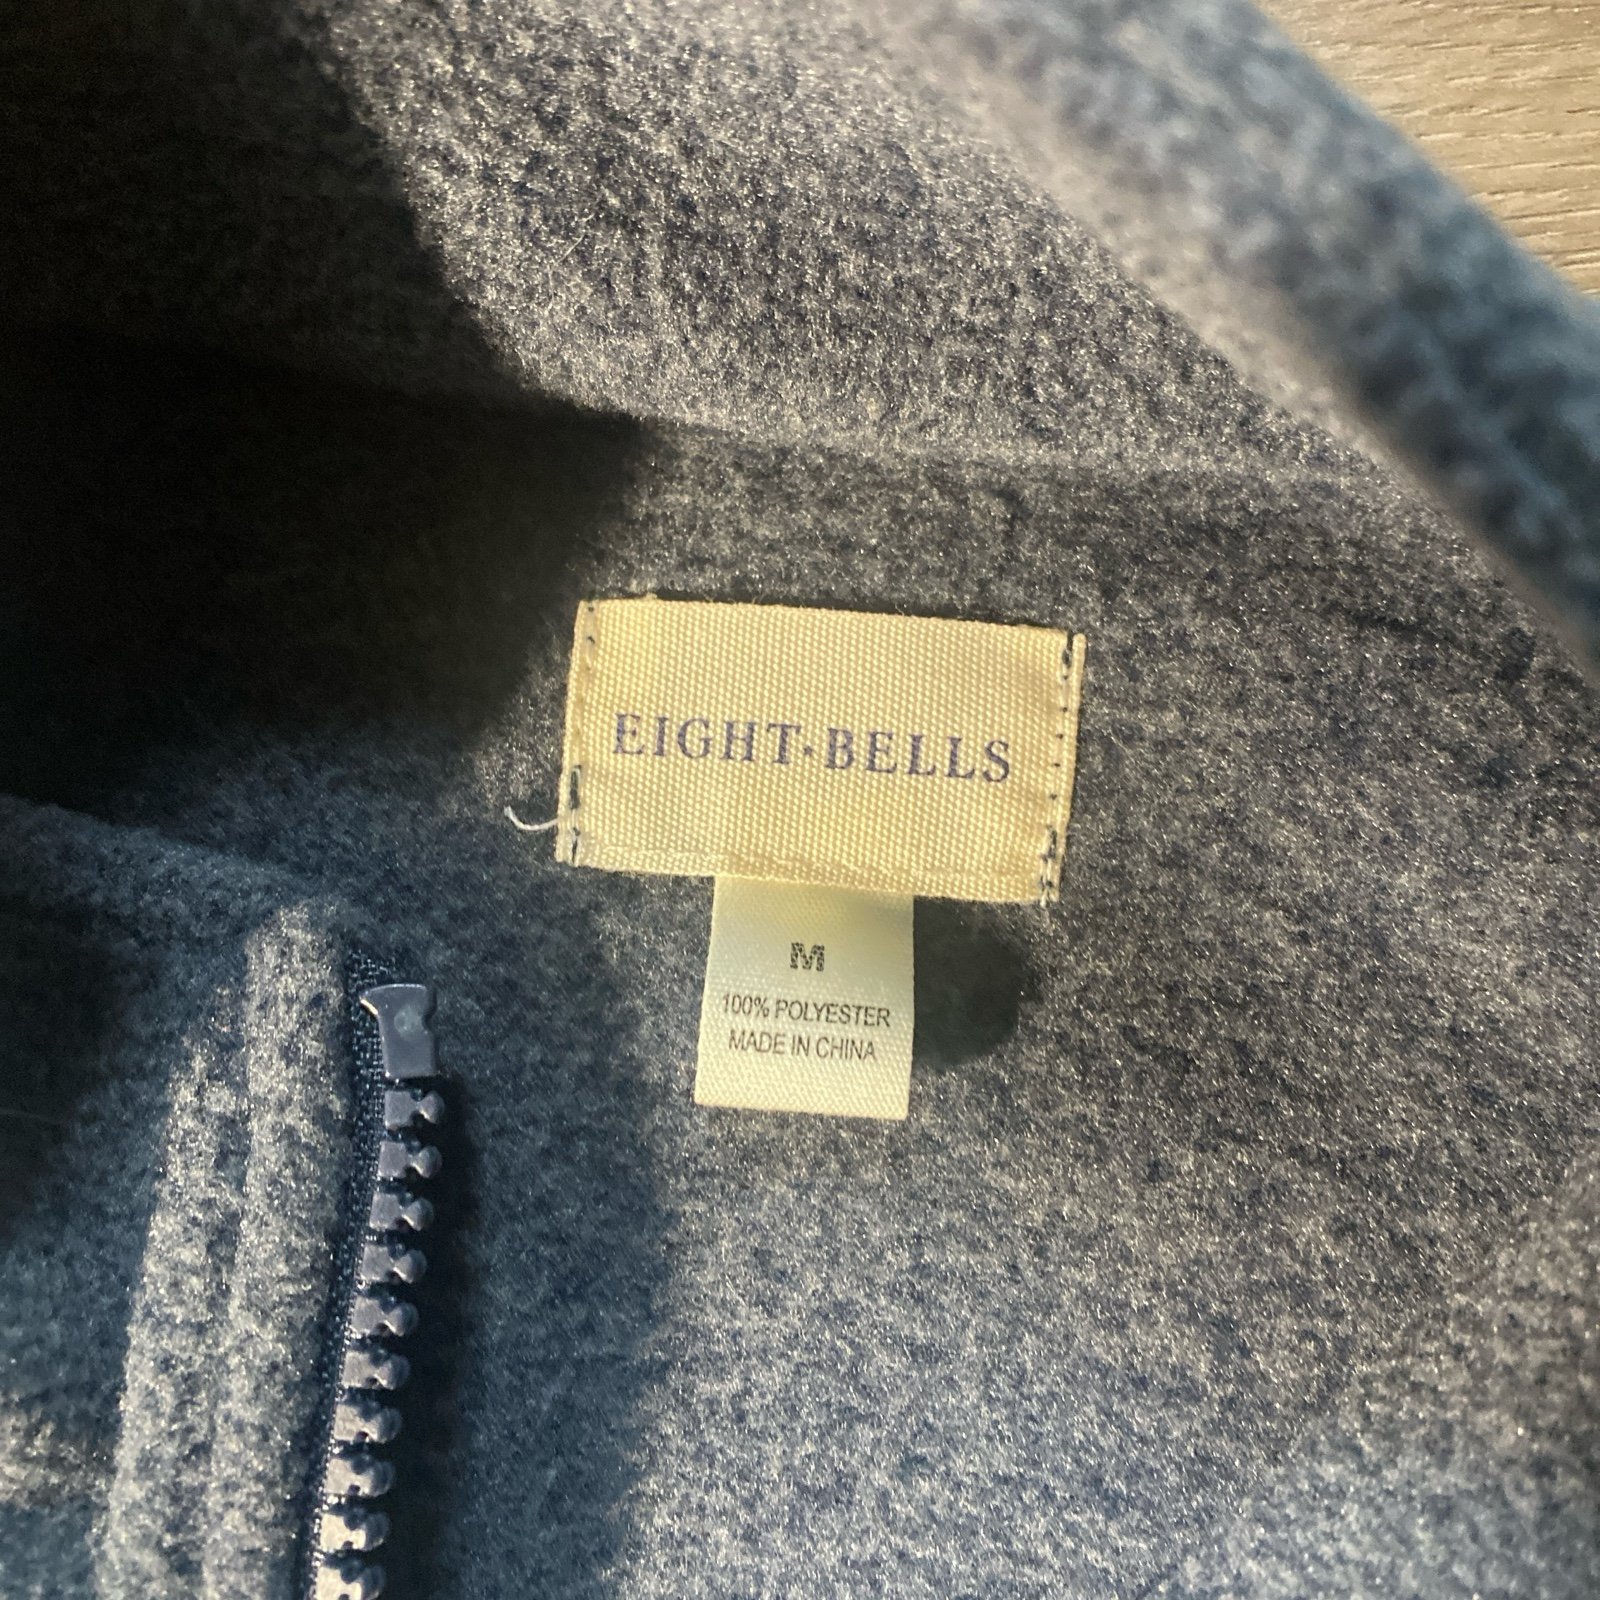 EIGHT·BELLS
M
100% POLYESTER
MADE IN CHINA